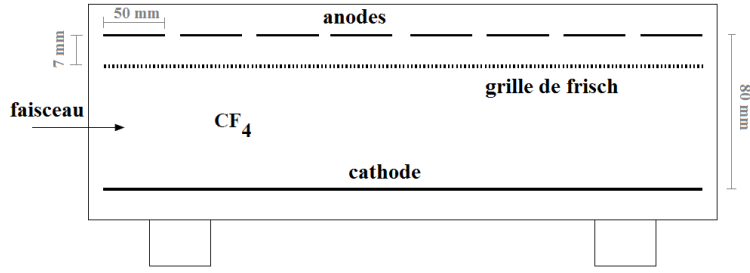 50 mm
anodes
7 mm
grille de frisch
faisceau
CF4
80 mm
cathode